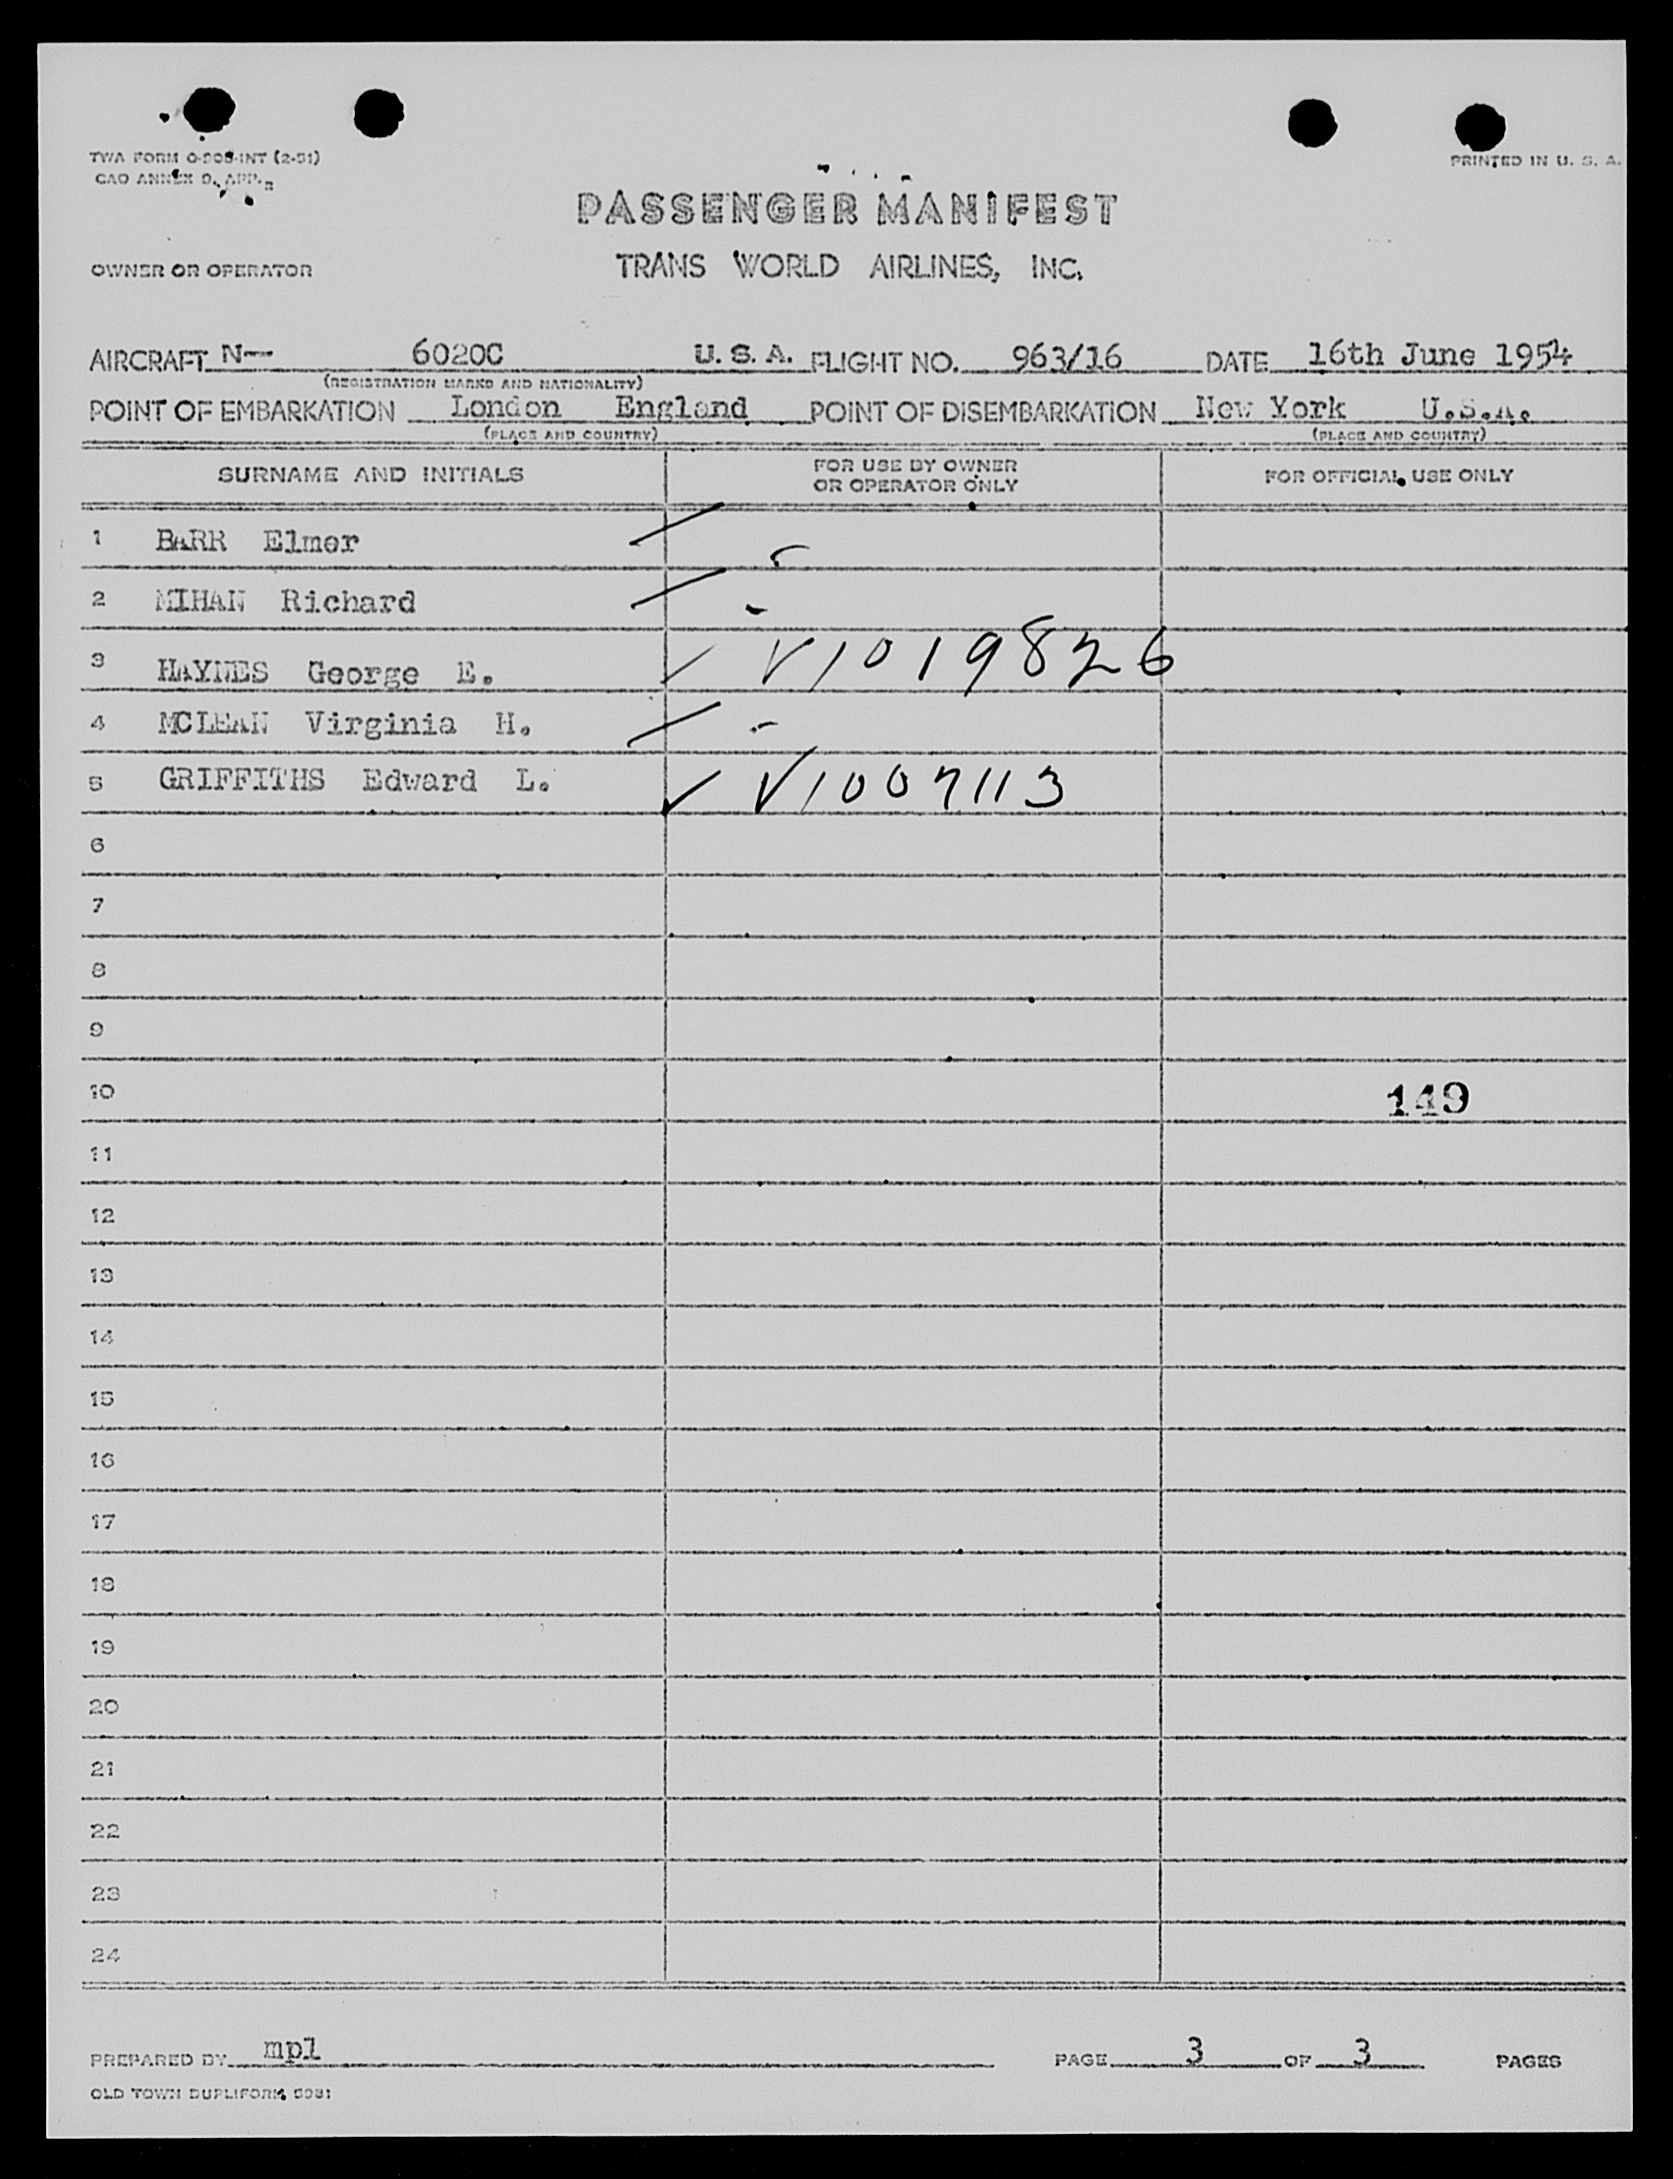 TWA FORM O-908-INT (2-51)
PRINTED IN U. S. A.
CAO ANNEX D. APP.
PASSENGER MANIFEST
OWNER OR OPERATOR TRANS WORLD AIRLINES, INC.
AIRCRAFT N— 6020C U. S. A. FLIGHT NO. 963/16 DATE 16th June 1954
(REGISTRATION MARKS AND NATIONALITY)
POINT OF EMBARKATION London England POINT OF DISEMBARKATION New York U.S.A.
(PLACE AND COUNTRY) (PLACE AND COUNTRY)
SURNAME AND INITIALS
FOR USE BY OWNER
OR OPERATOR ONLY
FOR OFFICIAL USE ONLY
1 BARR Elmer
2 MIHAN Richard
3 HAYNES George E. V1019826
4 MCLEAN Virginia H.
5 GRIFFITHS Edward L. V1007113
6
7
8
9
10 149
11
12
13
14
15
16
17
18
19
20
21
22
23
24
PREPARED BY mpl PAGE 3 OF 3 PAGES
OLD TOWN DUPLIFORM